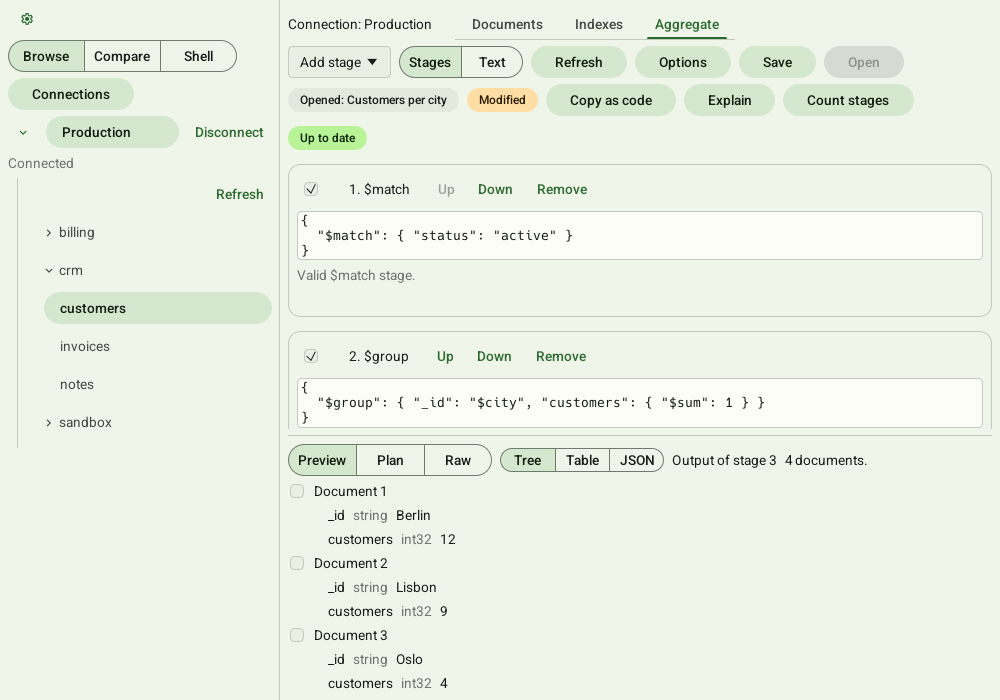 Browse Compare Shell
Connections
Production Disconnect
Connected
Refresh
billing
crm
customers
invoices
notes
sandbox
Connection: Production Documents Indexes Aggregate
Add stage Stages Text Refresh Options Save Open
Opened: Customers per city Modified Copy as code Explain Count stages
Up to date
1. $match Up Down Remove
{
"$match": { "status": "active" }
}
Valid $match stage.
2. $group Up Down Remove
{
"$group": { "_id": "$city", "customers": { "$sum": 1 } }
}
Preview Plan Raw Tree Table JSON Output of stage 3 4 documents.
Document 1
_id string Berlin
customers int32 12
Document 2
_id string Lisbon
customers int32 9
Document 3
_id string Oslo
customers int32 4